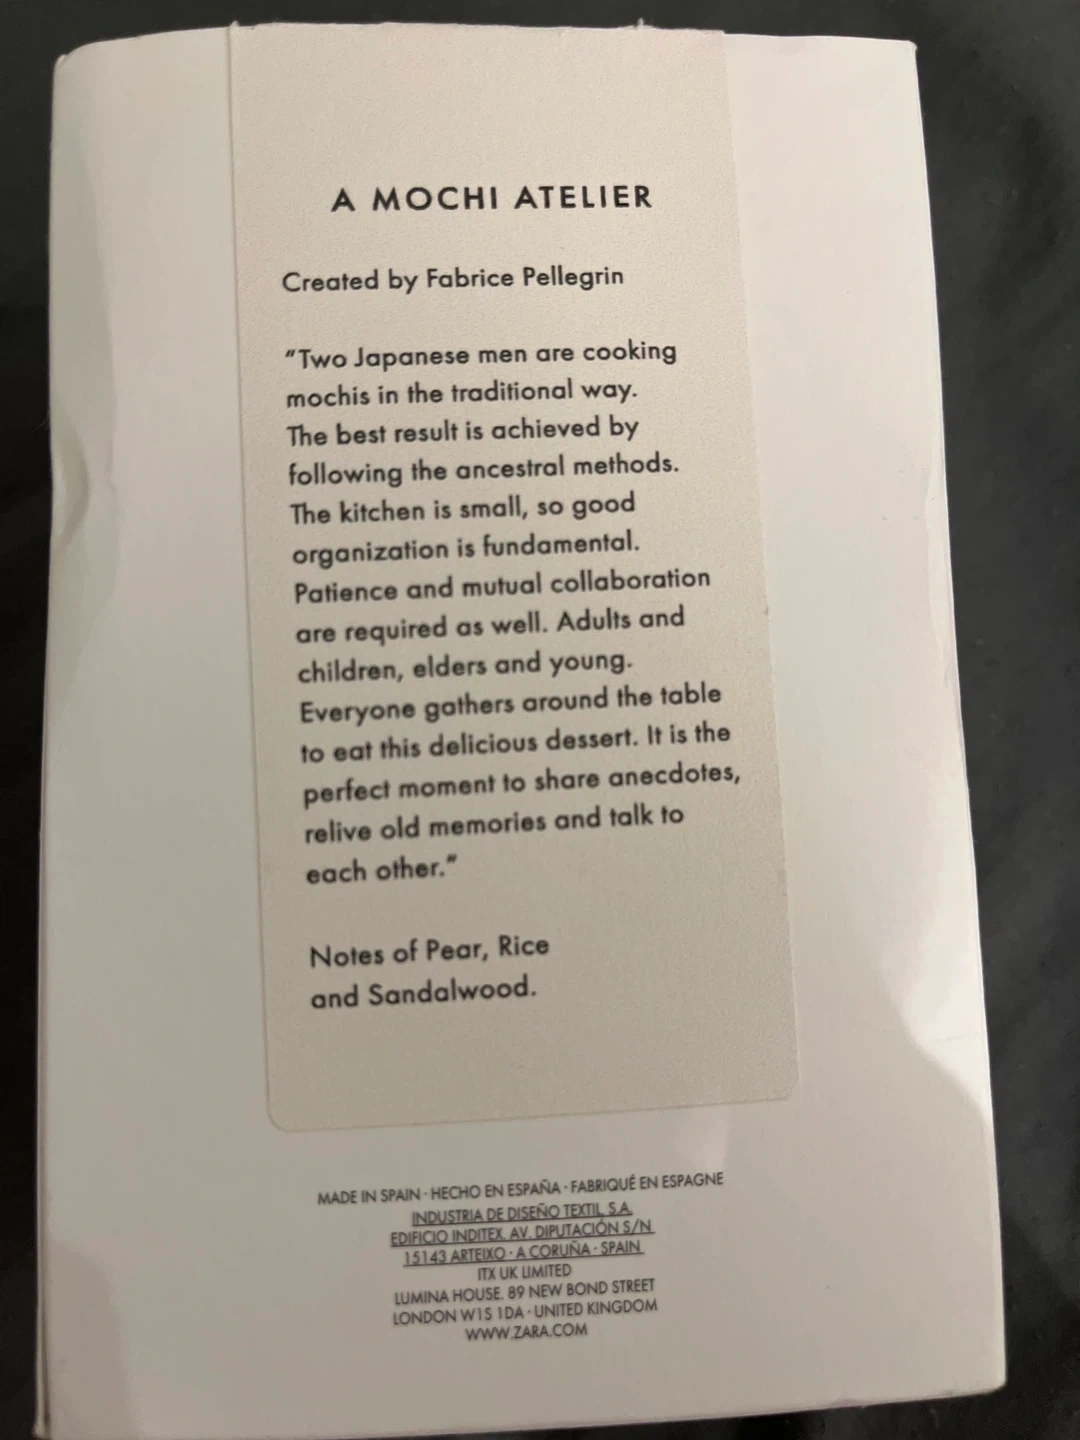 A MOCHI ATELIER
Created by Fabrice Pellegrin
"Two Japanese men are cooking
mochis in the traditional way.
The best result is achieved by
following the ancestral methods.
The kitchen is small, so good
organization is fundamental.
Patience and mutual collaboration
are required as well. Adults and
children, elders and young.
Everyone gathers around the table
to eat this delicious dessert. It is the
perfect moment to share anecdotes,
relive old memories and talk to
each other."
Notes of Pear, Rice
and Sandalwood.
MADE IN SPAIN · HECHO EN ESPAÑA · FABRIQUÉ EN ESPAGNE
INDUSTRIA DE DISEÑO TEXTIL, S.A.
EDIFICIO INDITEX, AV. DIPUTACIÓN S/N
15143 ARTEIXO · A CORUÑA · SPAIN
ITX UK LIMITED
LUMINA HOUSE. 89 NEW BOND STREET
LONDON W1S 1DA · UNITED KINGDOM
WWW.ZARA.COM